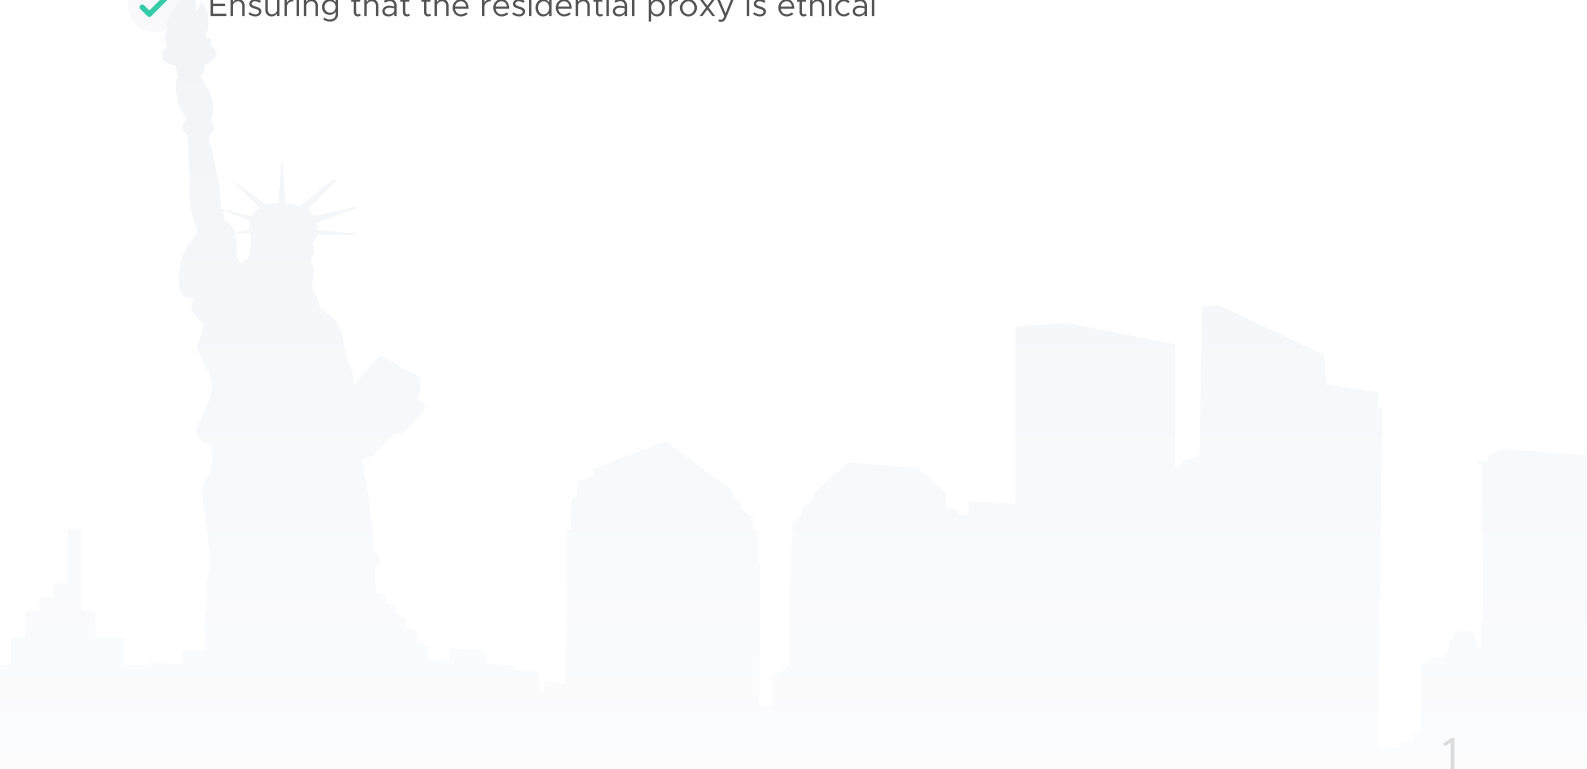 Ensuring that the residential proxy is ethical
1